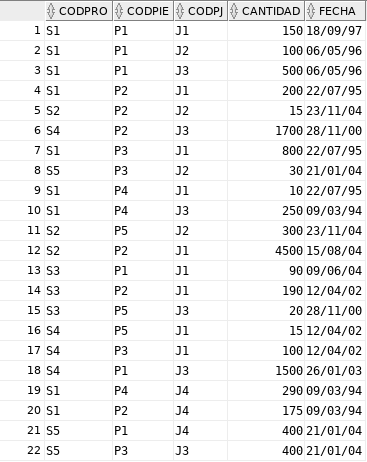 CODPRO CODPIE CODPJ CANTIDAD FECHA
1 S1 P1 J1 150 18/09/97
2 S1 P1 J2 100 06/05/96
3 S1 P1 J3 500 06/05/96
4 S1 P2 J1 200 22/07/95
5 S2 P2 J2 15 23/11/04
6 S4 P2 J3 1700 28/11/00
7 S1 P3 J1 800 22/07/95
8 S5 P3 J2 30 21/01/04
9 S1 P4 J1 10 22/07/95
10 S1 P4 J3 250 09/03/94
11 S2 P5 J2 300 23/11/04
12 S2 P2 J1 4500 15/08/04
13 S3 P1 J1 90 09/06/04
14 S3 P2 J1 190 12/04/02
15 S3 P5 J3 20 28/11/00
16 S4 P5 J1 15 12/04/02
17 S4 P3 J1 100 12/04/02
18 S4 P1 J3 1500 26/01/03
19 S1 P4 J4 290 09/03/94
20 S1 P2 J4 175 09/03/94
21 S5 P1 J4 400 21/01/04
22 S5 P3 J3 400 21/01/04